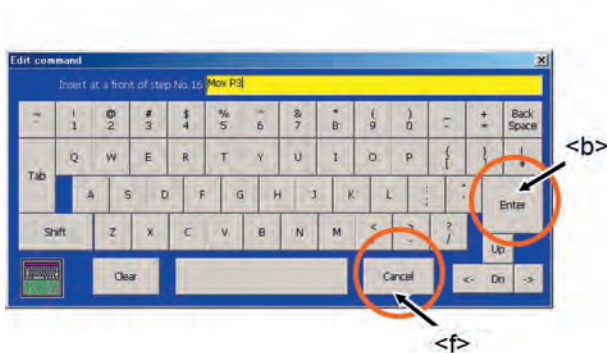 Edit command
Insert at a front of step No.16 Mov P3
~ ! @ # $ % ^ & * ( ) _ + Back
- 1 2 3 4 5 6 7 8 9 0 - = Space
<b>
Q W E R T Y U I O P { } !
Tab [ ] ¥
A S D F G H J K L : "
; ' Enter
Shift Z X C V B N M < > ?
/
Up
Clear Cancel <- Dn ->
KEY
<f>